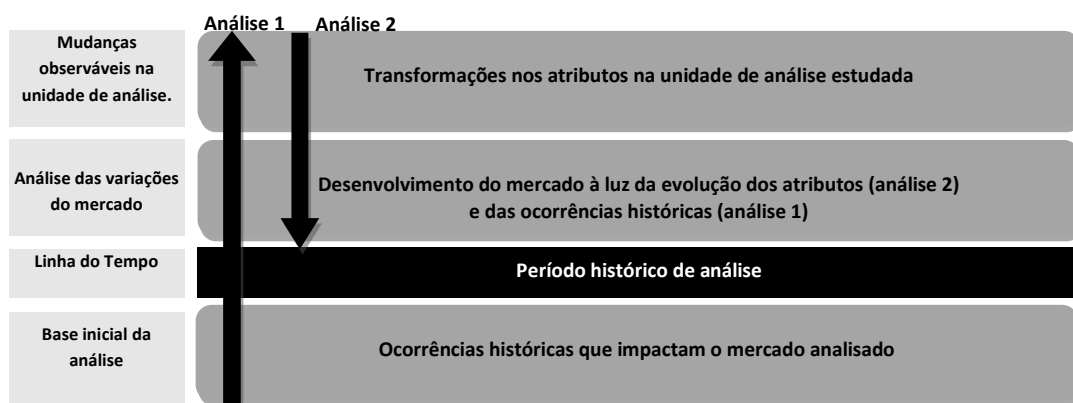 Análise 1 Análise 2
Mudanças
observáveis na
unidade de análise.
Transformações nos atributos na unidade de análise estudada
Análise das variações
do mercado
Desenvolvimento do mercado à luz da evolução dos atributos (análise 2)
e das ocorrências históricas (análise 1)
Linha do Tempo
Período histórico de análise
Base inicial da
análise
Ocorrências históricas que impactam o mercado analisado